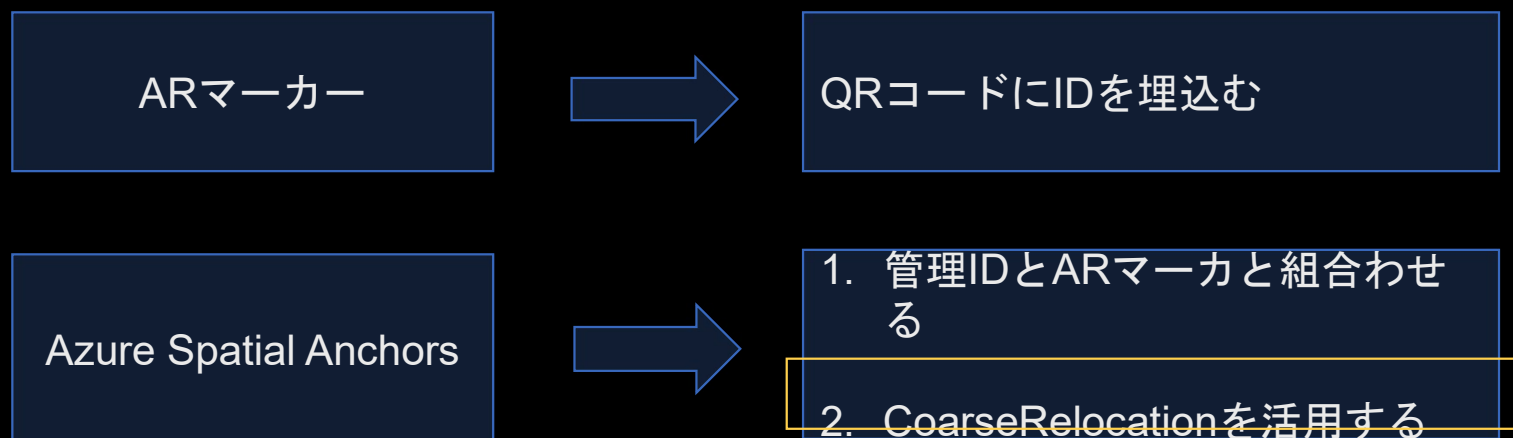 ARマーカー
QRコードにIDを埋込む
Azure Spatial Anchors
1. 管理IDとARマーカと組合わせ
る
2. CoarseRelocationを活用する